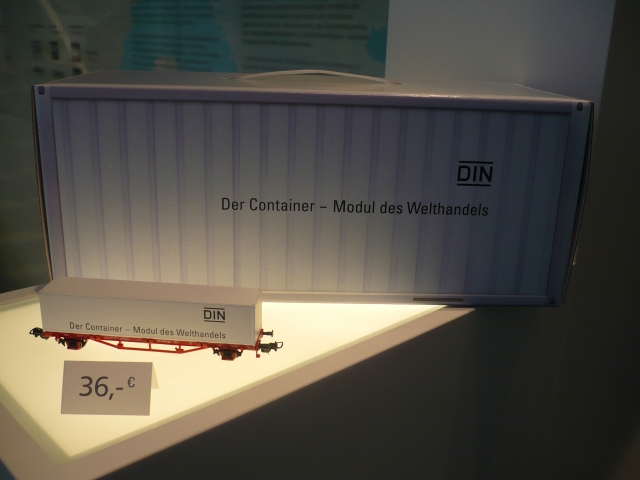 DIN
Der Container – Modul des Welthandels
DIN
Der Container – Modul des Welthandels
36,- €